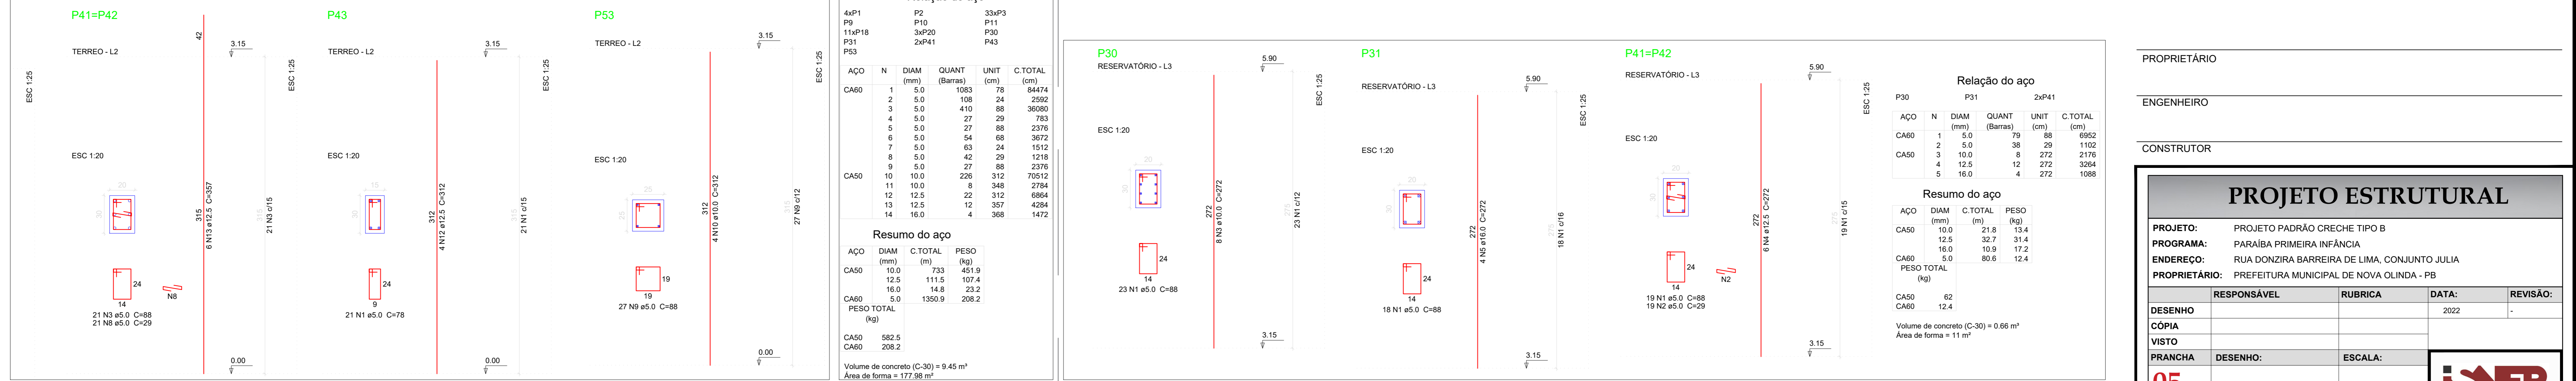 P41=P42
TERREO - L2
ESC 1:25
ESC 1:20
20
30
24
14
N8
21 N3 ø5.0 C=88
21 N8 ø5.0 C=29
42
315
6 N13 ø12.5 C=357
3.15
0.00
315
21 N3 c/15
P43
TERREO - L2
ESC 1:25
ESC 1:20
15
30
24
9
21 N1 ø5.0 C=78
312
4 N12 ø12.5 C=312
3.15
0.00
315
21 N1 c/15
P53
TERREO - L2
ESC 1:25
ESC 1:20
25
25
19
19
27 N9 ø5.0 C=88
312
4 N10 ø10.0 C=312
3.15
0.00
315
27 N9 c/12
ESC 1:25
4xP1 P2 33xP3
P9 P10 P11
11xP18 3xP20 P30
P31 2xP41 P43
P53
AÇO N DIAM QUANT UNIT C.TOTAL
(mm) (Barras) (cm) (cm)
CA60 1 5.0 1083 78 84474
2 5.0 108 24 2592
3 5.0 410 88 36080
4 5.0 27 29 783
5 5.0 27 88 2376
6 5.0 54 68 3672
7 5.0 63 24 1512
8 5.0 42 29 1218
9 5.0 27 88 2376
CA50 10 10.0 226 312 70512
11 10.0 8 348 2784
12 12.5 22 312 6864
13 12.5 12 357 4284
14 16.0 4 368 1472
Resumo do aço
AÇO DIAM C.TOTAL PESO
(mm) (m) (kg)
CA50 10.0 733 451.9
12.5 111.5 107.4
16.0 14.8 23.2
CA60 5.0 1350.9 208.2
PESO TOTAL
(kg)
CA50 582.5
CA60 208.2
Volume de concreto (C-30) = 9.45 m³
Área de forma = 177.98 m²
P30
RESERVATÓRIO - L3
ESC 1:20
20
30
24
14
23 N1 ø5.0 C=88
272
8 N3 ø10.0 C=272
5.90
3.15
275
23 N1 c/12
ESC 1:25
P31
RESERVATÓRIO - L3
ESC 1:20
20
30
24
14
18 N1 ø5.0 C=88
272
4 N5 ø16.0 C=272
5.90
3.15
275
18 N1 c/16
ESC 1:25
P41=P42
RESERVATÓRIO - L3
ESC 1:20
20
30
24
14
N2
19 N1 ø5.0 C=88
19 N2 ø5.0 C=29
272
6 N4 ø12.5 C=272
5.90
3.15
275
19 N1 c/15
ESC 1:25
Relação do aço
P30 P31 2xP41
AÇO N DIAM QUANT UNIT C.TOTAL
(mm) (Barras) (cm) (cm)
CA60 1 5.0 79 88 6952
2 5.0 38 29 1102
CA50 3 10.0 8 272 2176
4 12.5 12 272 3264
5 16.0 4 272 1088
Resumo do aço
AÇO DIAM C.TOTAL PESO
(mm) (m) (kg)
CA50 10.0 21.8 13.4
12.5 32.7 31.4
16.0 10.9 17.2
CA60 5.0 80.6 12.4
PESO TOTAL
(kg)
CA50 62
CA60 12.4
Volume de concreto (C-30) = 0.66 m³
Área de forma = 11 m²
PROPRIETÁRIO
ENGENHEIRO
CONSTRUTOR
PROJETO ESTRUTURAL
PROJETO: PROJETO PADRÃO CRECHE TIPO B
PROGRAMA: PARAÍBA PRIMEIRA INFÂNCIA
ENDEREÇO: RUA DONZIRA BARREIRA DE LIMA, CONJUNTO JULIA
PROPRIETÁRIO: PREFEITURA MUNICIPAL DE NOVA OLINDA - PB
RESPONSÁVEL RUBRICA DATA: REVISÃO:
DESENHO 2022 -
CÓPIA
VISTO
PRANCHA DESENHO: ESCALA:
05